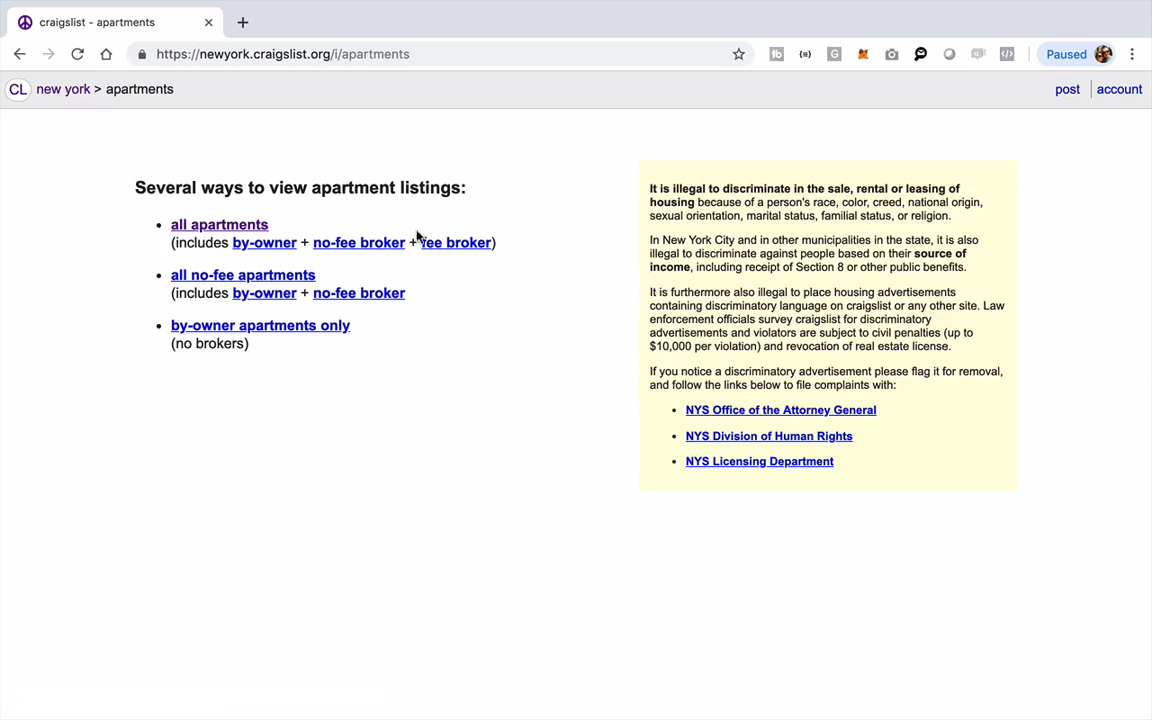 craigslist - apartments
https://newyork.craigslist.org/i/apartments
Paused
CL new york > apartments
post
account
Several ways to view apartment listings:
all apartments
(includes by-owner + no-fee broker + fee broker)
all no-fee apartments
(includes by-owner + no-fee broker
by-owner apartments only
(no brokers)
It is illegal to discriminate in the sale, rental or leasing of
housing because of a person's race, color, creed, national origin,
sexual orientation, marital status, familial status, or religion.
In New York City and in other municipalities in the state, it is also
illegal to discriminate against people based on their source of
income, including receipt of Section 8 or other public benefits.
It is furthermore also illegal to place housing advertisements
containing discriminatory language on craigslist or any other site. Law
enforcement officials survey craigslist for discriminatory
advertisements and violators are subject to civil penalties (up to
$10,000 per violation) and revocation of real estate license.
If you notice a discriminatory advertisement please flag it for removal,
and follow the links below to file complaints with:
NYS Office of the Attorney General
NYS Division of Human Rights
NYS Licensing Department